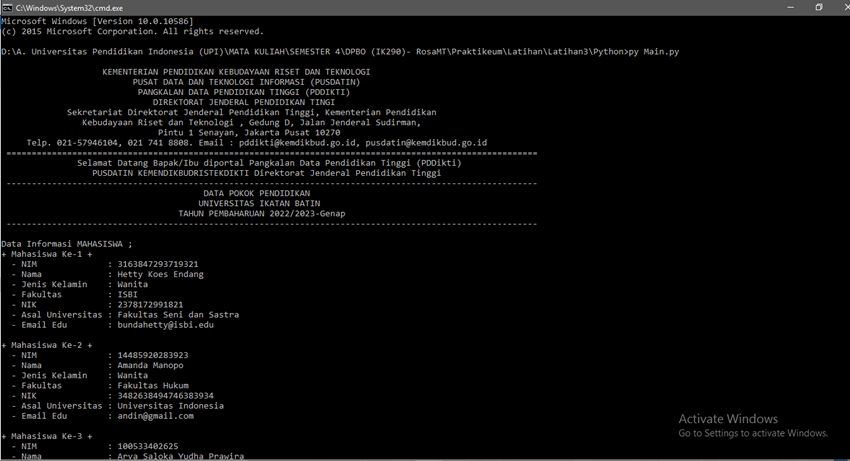 C:\Windows\System32\cmd.exe
Microsoft Windows [Version 10.0.10586]
(c) 2015 Microsoft Corporation. All rights reserved.
D:\A. Universitas Pendidikan Indonesia (UPI)\MATA KULIAH\SEMESTER 4\DPBO (IK290)- RosaMT\Praktikeum\Latihan\Latihan3\Python>py Main.py
KEMENTERIAN PENDIDIKAN KEBUDAYAAN RISET DAN TEKNOLOGI
PUSAT DATA DAN TEKNOLOGI INFORMASI (PUSDATIN)
PANGKALAN DATA PENDIDIKAN TINGGI (PDDIKTI)
DIREKTORAT JENDERAL PENDIDIKAN TINGI
Sekretariat Direktorat Jenderal Pendidikan Tinggi, Kementerian Pendidikan
Kebudayaan Riset dan Teknologi , Gedung D, Jalan Jenderal Sudirman,
Pintu 1 Senayan, Jakarta Pusat 10270
Telp. 021-57946104, 021 741 8808. Email : pddikti@kemdikbud.go.id, pusdatin@kemdikbud.go.id
==========================================================================================================
Selamat Datang Bapak/Ibu diportal Pangkalan Data Pendidikan Tinggi (PDDikti)
PUSDATIN KEMENDIKBUDRISTEKDIKTI Direktorat Jenderal Pendidikan Tinggi
----------------------------------------------------------------------------------------------------------
DATA POKOK PENDIDIKAN
UNIVERSITAS IKATAN BATIN
TAHUN PEMBAHARUAN 2022/2023-Genap
----------------------------------------------------------------------------------------------------------
Data Informasi MAHASISWA ;
+ Mahasiswa Ke-1 +
- NIM : 3163847293719321
- Nama : Hetty Koes Endang
- Jenis Kelamin : Wanita
- Fakultas : ISBI
- NIK : 2378172991821
- Asal Universitas : Fakultas Seni dan Sastra
- Email Edu : bundahetty@isbi.edu
+ Mahasiswa Ke-2 +
- NIM : 14485920283923
- Nama : Amanda Manopo
- Jenis Kelamin : Wanita
- Fakultas : Fakultas Hukum
- NIK : 3482638494746383934
- Asal Universitas : Universitas Indonesia
- Email Edu : andin@gmail.com
+ Mahasiswa Ke-3 +
- NIM : 100533402625
- Nama : Arya Saloka Yudha Prawira
Activate Windows
Go to Settings to activate Windows.